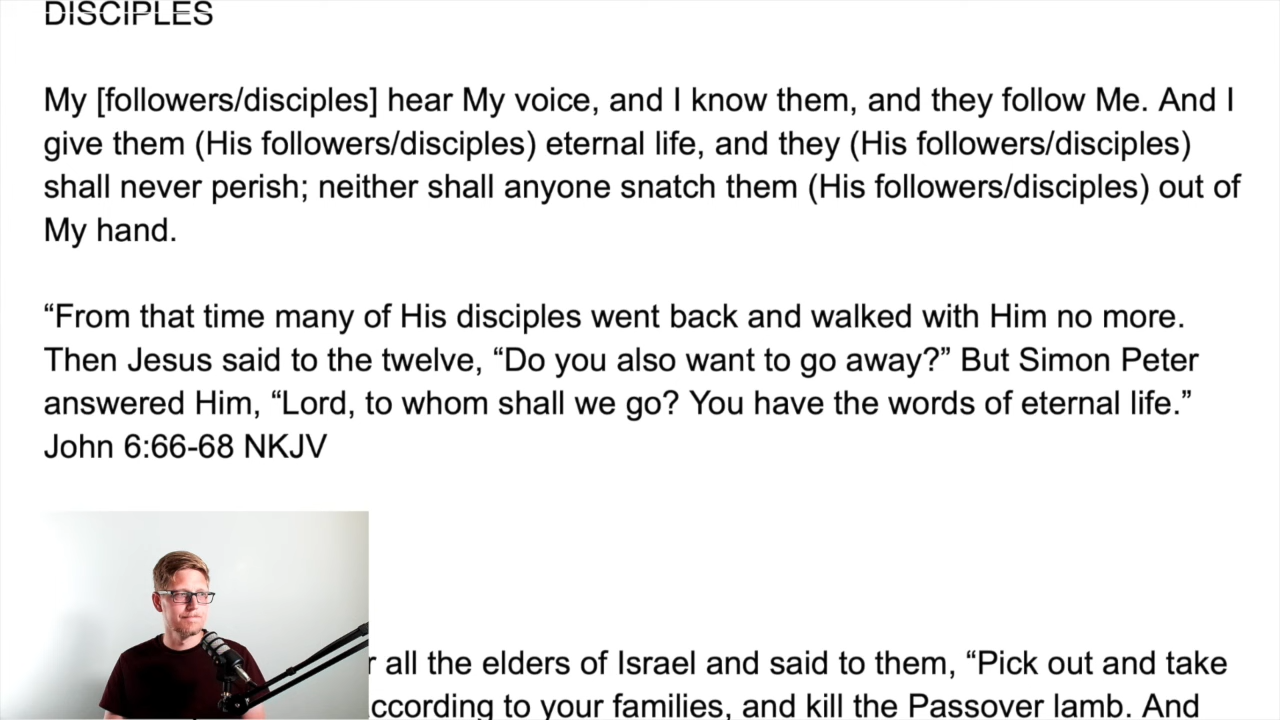 DISCIPLES
My [followers/disciples] hear My voice, and I know them, and they follow Me. And I
give them (His followers/disciples) eternal life, and they (His followers/disciples)
shall never perish; neither shall anyone snatch them (His followers/disciples) out of
My hand.
“From that time many of His disciples went back and walked with Him no more.
Then Jesus said to the twelve, “Do you also want to go away?” But Simon Peter
answered Him, “Lord, to whom shall we go? You have the words of eternal life.”
John 6:66-68 NKJV
all the elders of Israel and said to them, “Pick out and take
to your families, and kill the Passover lamb. And